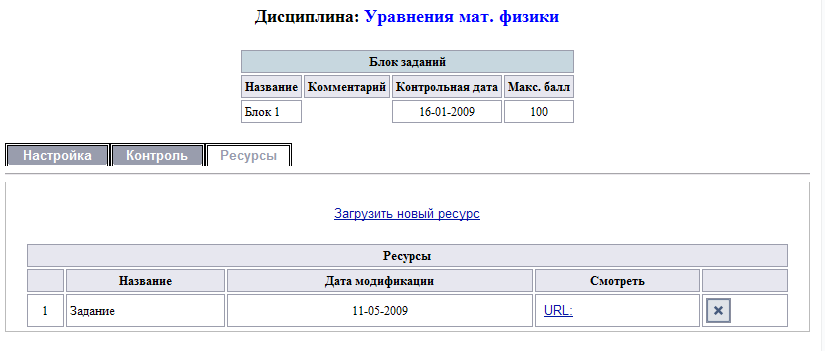 Дисциплина: Уравнения мат. физики
Блок заданий
Название Комментарий Контрольная дата Макс. балл
Блок 1 16-01-2009 100
Настройка Контроль Ресурсы
Загрузить новый ресурс
Ресурсы
Название Дата модификации Смотреть
1 Задание 11-05-2009 URL: